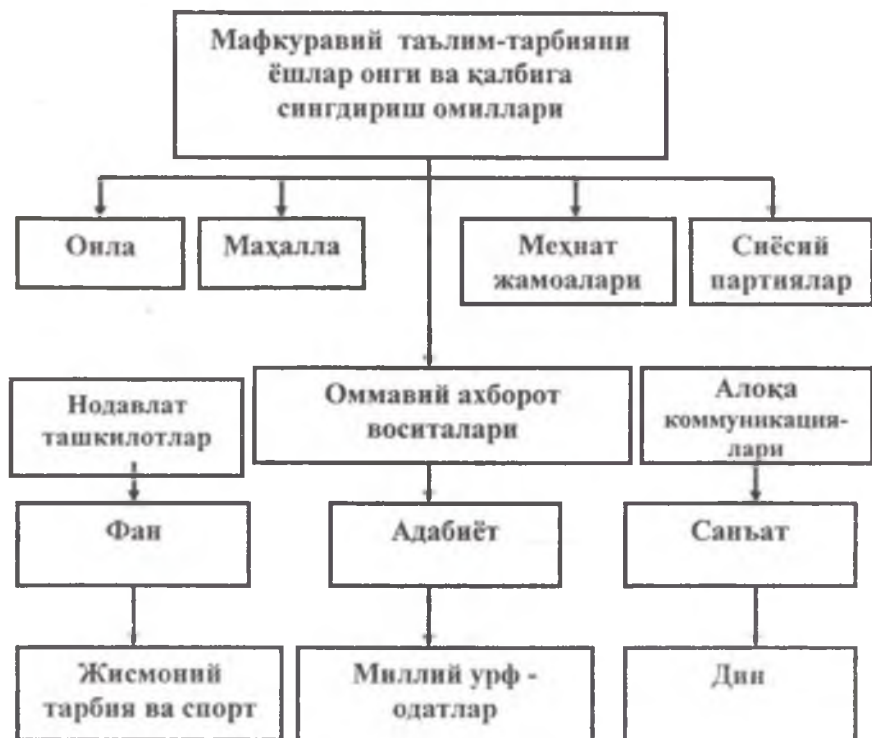 Мафкуравий таълим-тарбияни
ёшлар онги ва қалбига
сингдириш омиллари
Оила
Маҳалла
Меҳнат
жамоалари
Сиёсий
партиялар
Нодавлат
ташкилотлар
Оммавий ахборот
воситалари
Алоқа
коммуникация-
лари
Фан
Адабиёт
Санъат
Жисмоний
тарбия ва спорт
Миллий урф -
одатлар
Дин